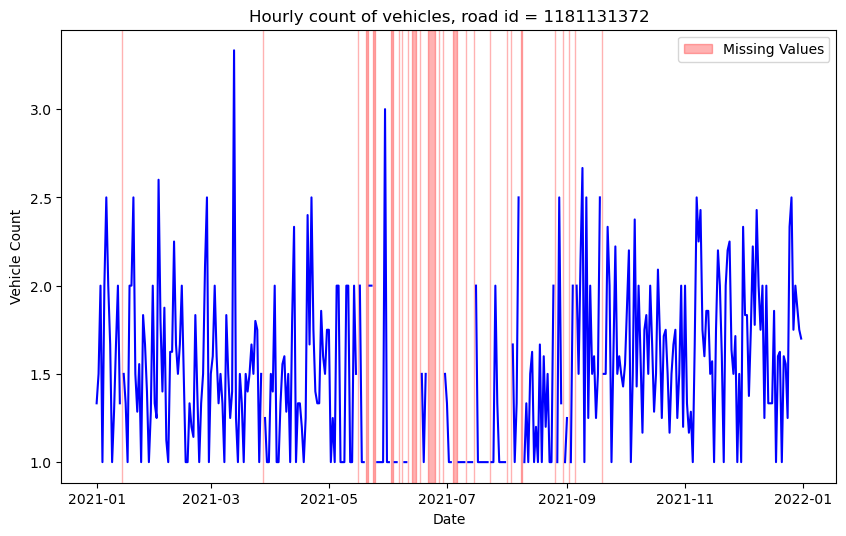 Hourly count of vehicles, road id = 1181131372
Missing Values
Vehicle Count
3.0
2.5
2.0
1.5
1.0
2021-01 2021-03 2021-05 2021-07 2021-09 2021-11 2022-01
Date